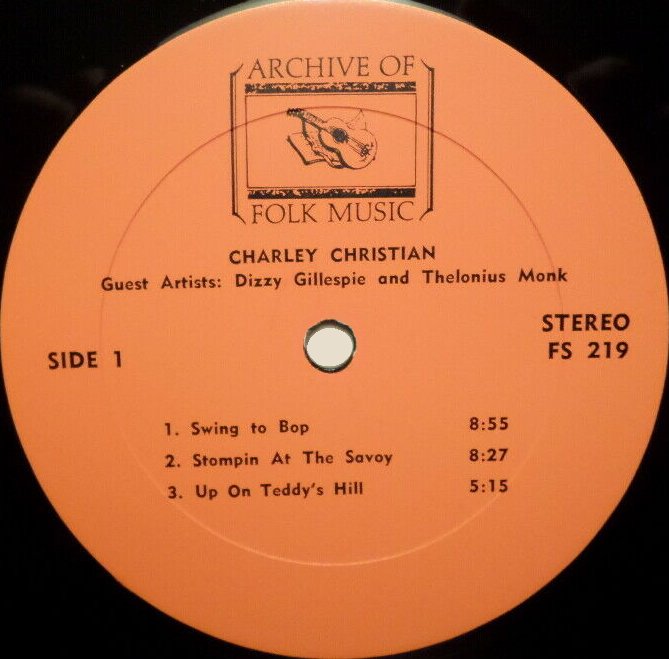 ARCHIVE OF
FOLK MUSIC
CHARLEY CHRISTIAN
Guest Artists: Dizzy Gillespie and Thelonius Monk
STEREO
SIDE 1 FS 219
1. Swing to Bop 8:55
2. Stompin At The Savoy 8:27
3. Up On Teddy's Hill 5:15